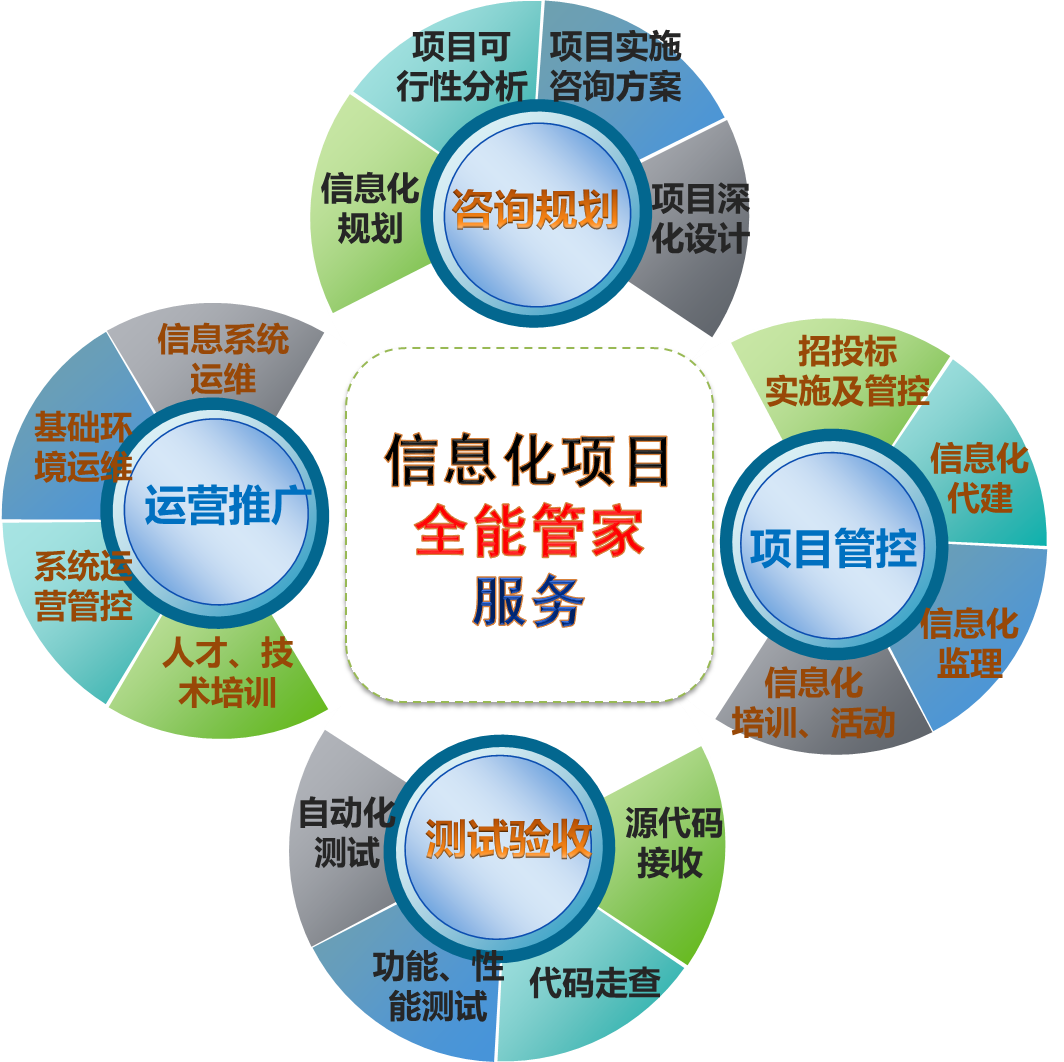 项目可
行性分析
项目实施
咨询方案
信息化
规划
咨询规划
项目深
化设计
信息系统
运维
基础环
境运维
运营推广
系统运
营管控
人才、技
术培训
信息化项目
全能管家
服务
招投标
实施及管控
信息化
代建
项目管控
信息化
监理
信息化
培训、活动
自动化
测试
测试验收
源代码
接收
功能、性
能测试
代码走查